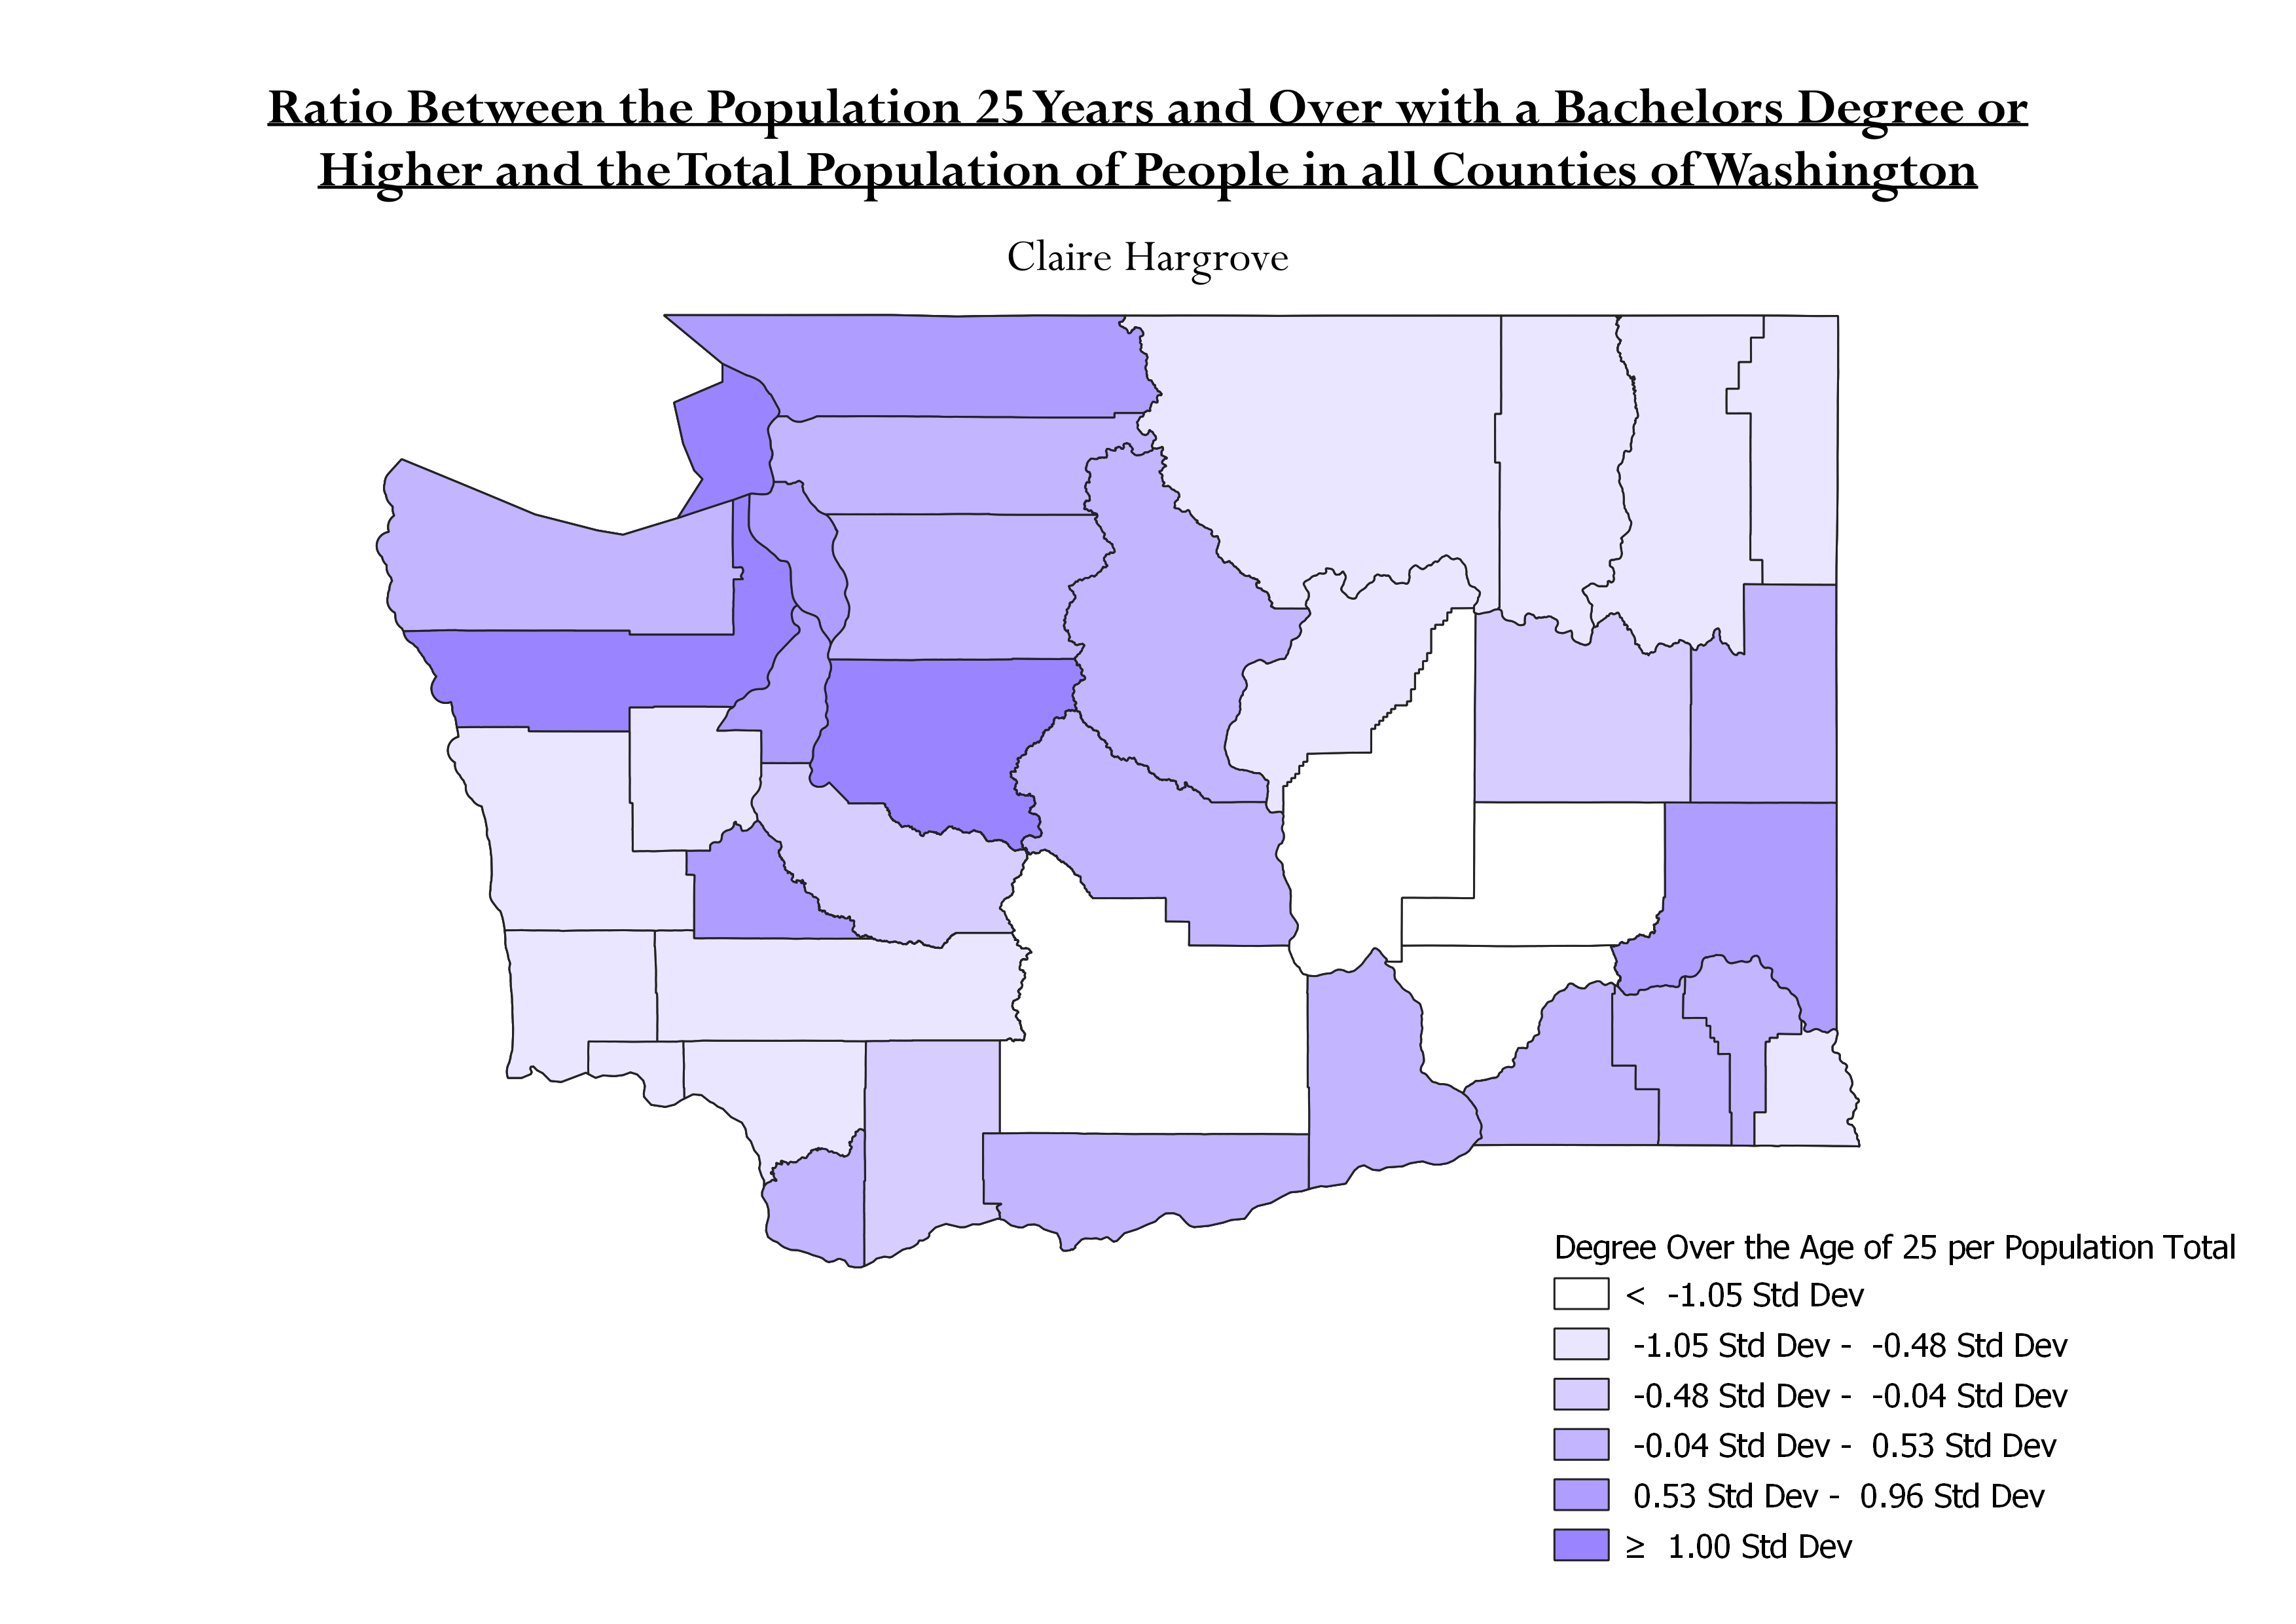 Ratio Between the Population 25 Years and Over with a Bachelors Degree or
Higher and the Total Population of People in all Counties of Washington
Claire Hargrove
Degree Over the Age of 25 per Population Total
< -1.05 Std Dev
-1.05 Std Dev - -0.48 Std Dev
-0.48 Std Dev - -0.04 Std Dev
-0.04 Std Dev - 0.53 Std Dev
0.53 Std Dev - 0.96 Std Dev
≥ 1.00 Std Dev